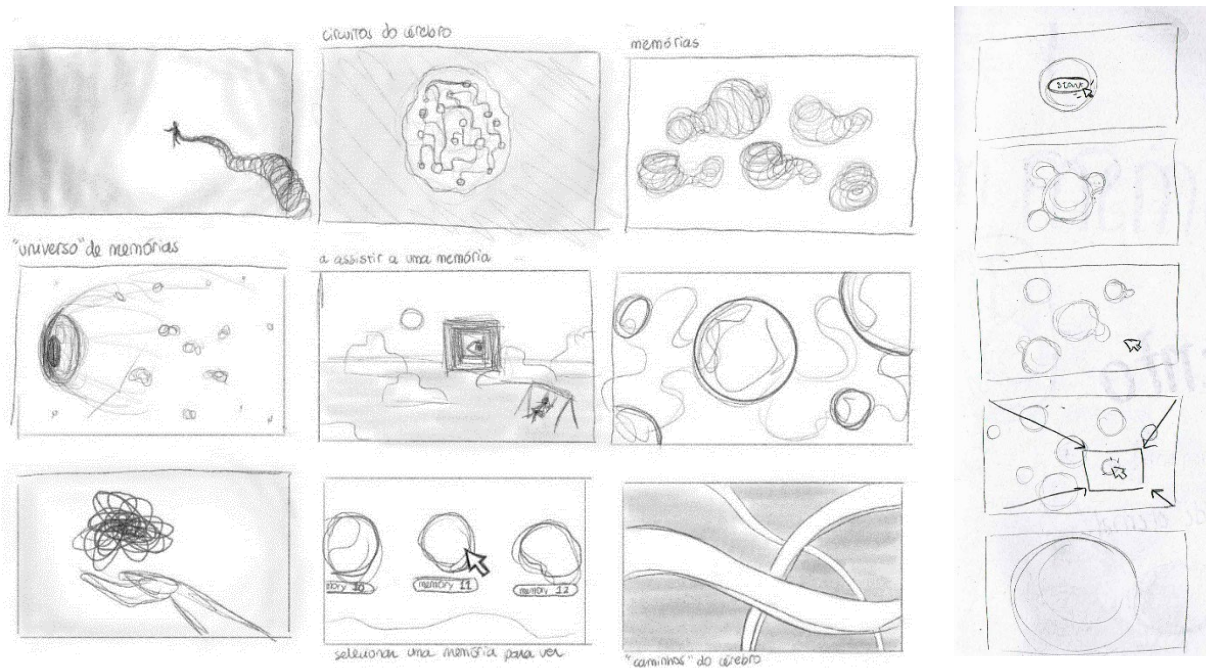 circuitos do cérebro
memórias
START
"universo" de memórias
a assistir a uma memória
memory 11
memory 12
selecionar uma memória para ver
"caminhos" do cérebro